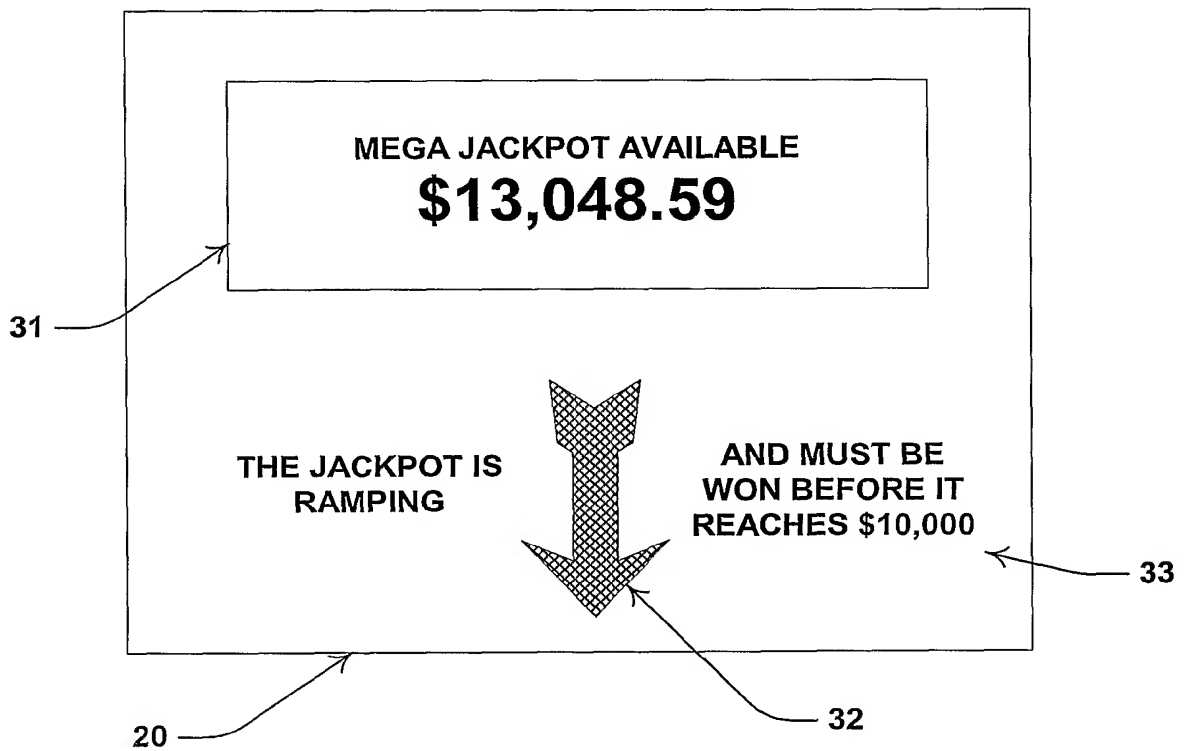 MEGA JACKPOT AVAILABLE
$13,048.59
31
THE JACKPOT IS
RAMPING
AND MUST BE
WON BEFORE IT
REACHES $10,000
33
32
20